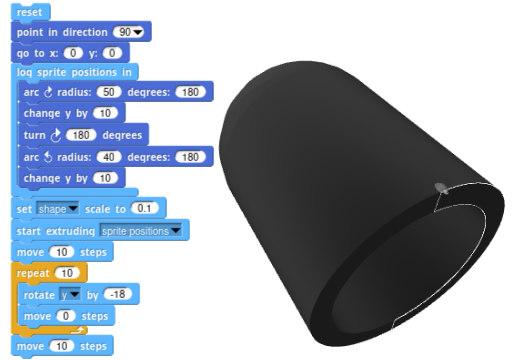 reset
point in direction 90
go to x: 0 y: 0
log sprite positions in
arc radius: 50 degrees: 180
change y by 10
turn 180 degrees
arc radius: 40 degrees: 180
change y by 10
set shape scale to 0.1
start extruding sprite positions
move 10 steps
repeat 10
rotate y by -18
move 0 steps
move 10 steps